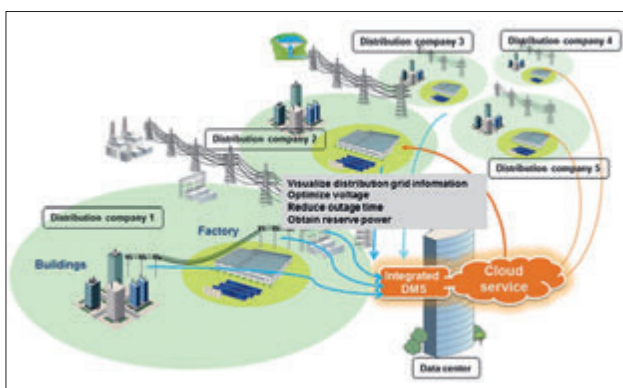 Distribution company 3
Distribution company 4
Distribution company 2
Distribution company 5
Visualize distribution grid information
Optimize voltage
Reduce outage time
Obtain reserve power
Distribution company 1
Factory
Buildings
Integrated
DMS
Cloud
service
Data center